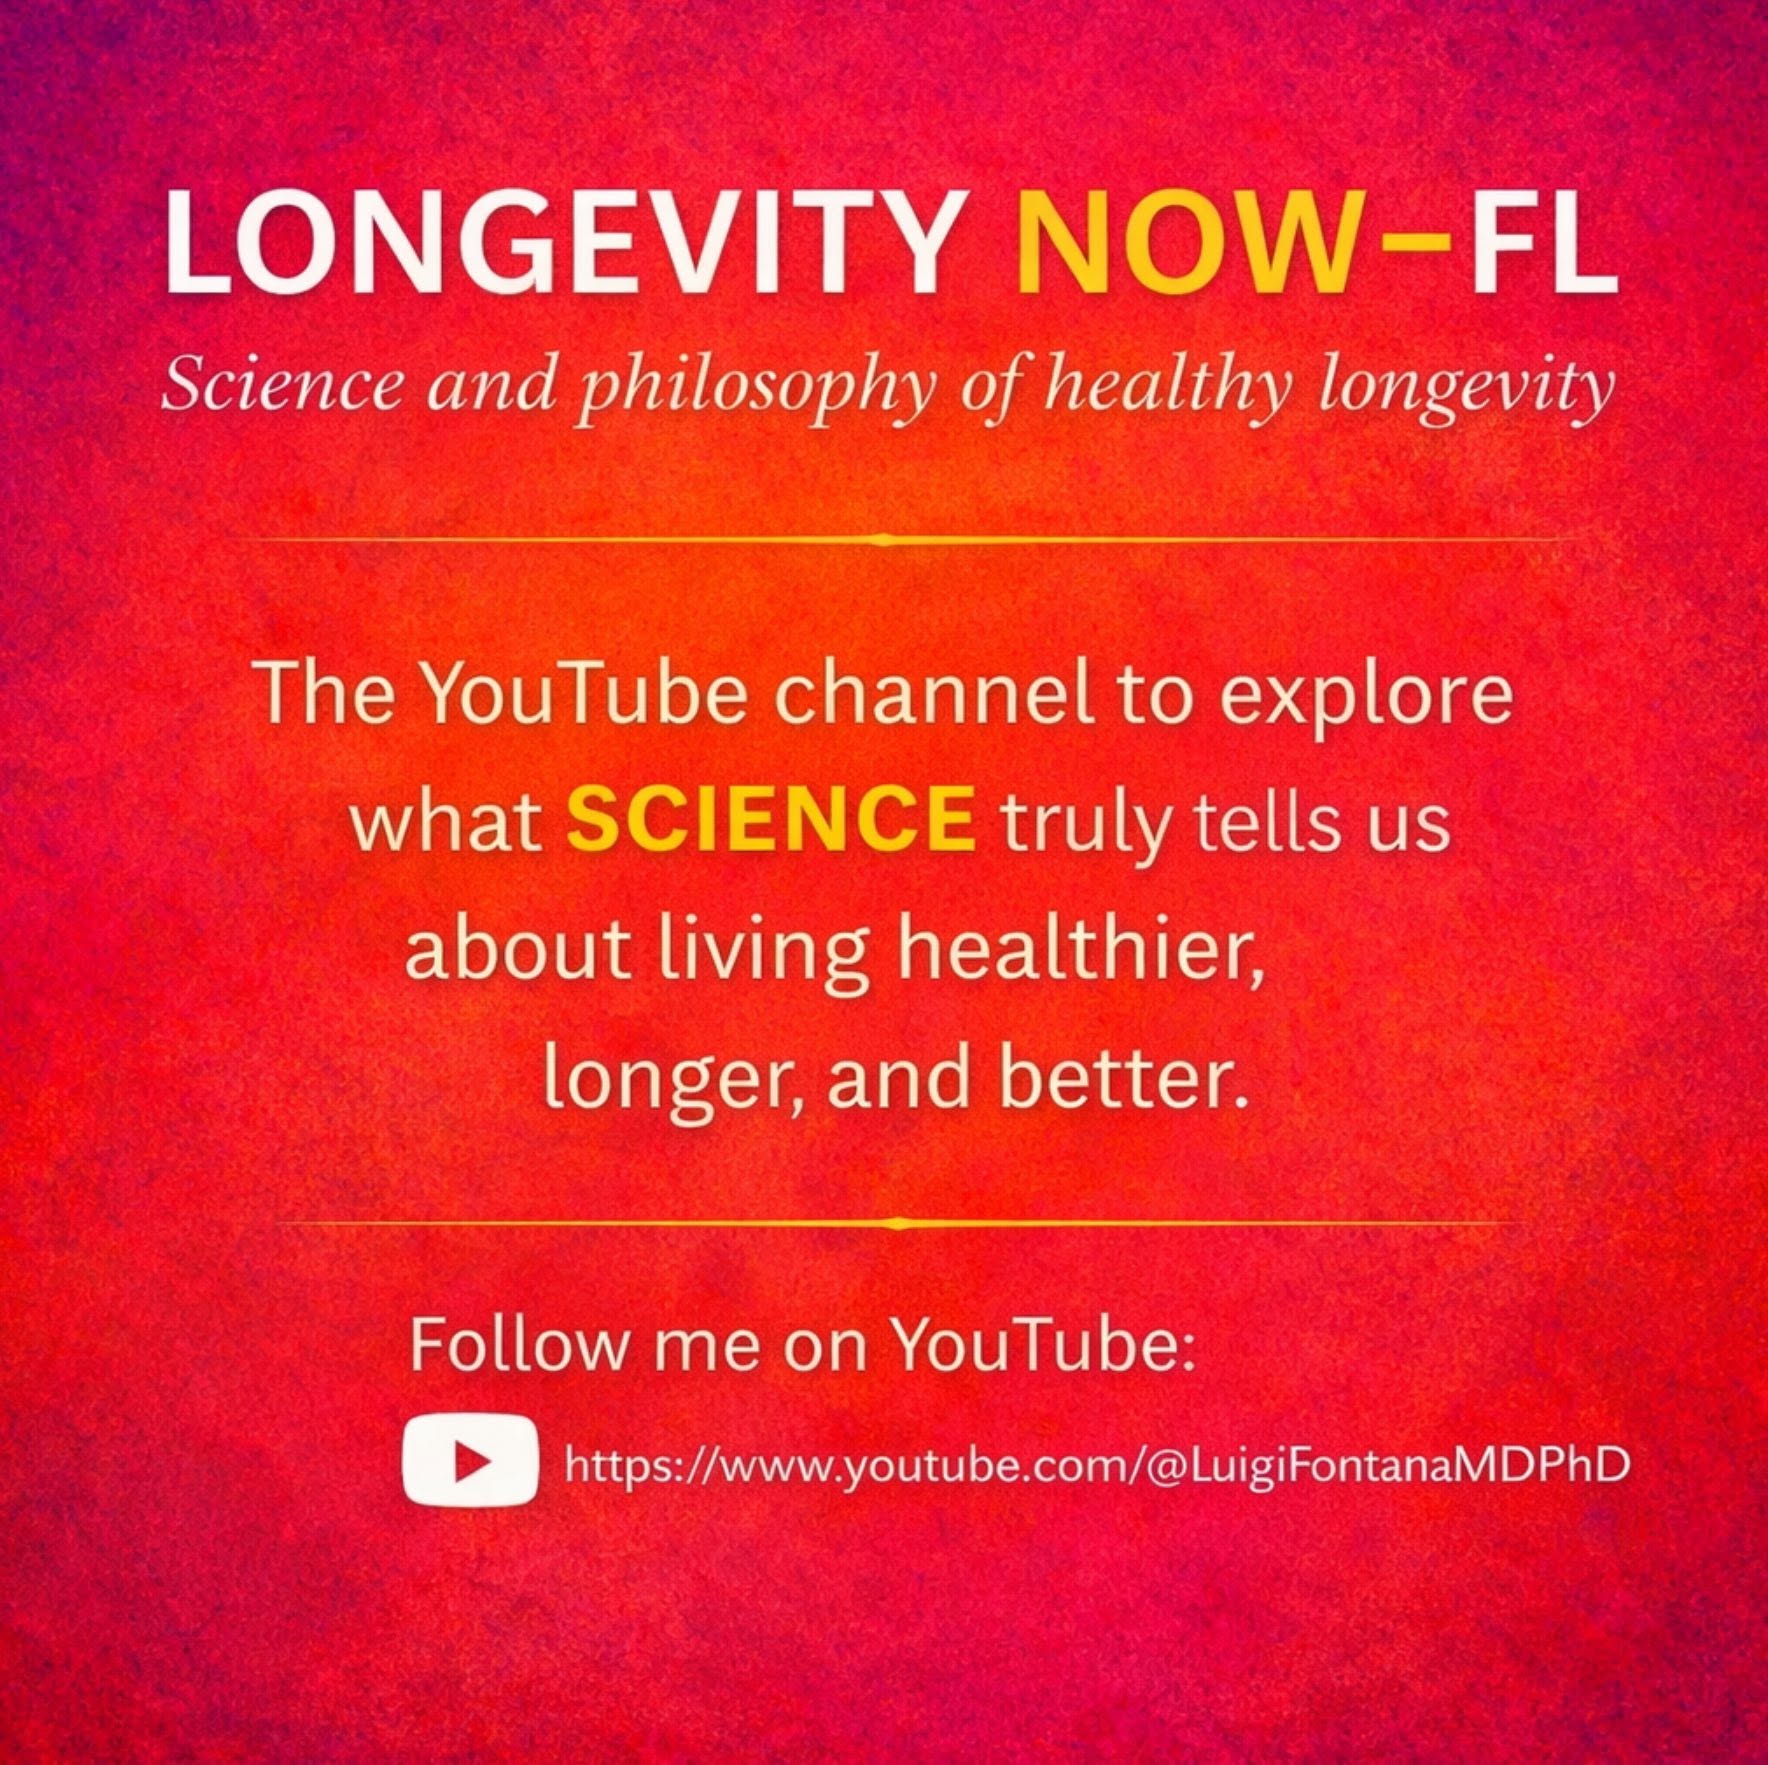 LONGEVITY NOW–FL
Science and philosophy of healthy longevity
The YouTube channel to explore
what SCIENCE truly tells us
about living healthier,
longer, and better.
Follow me on YouTube:
https://www.youtube.com/@LuigiFontanaMDPhD